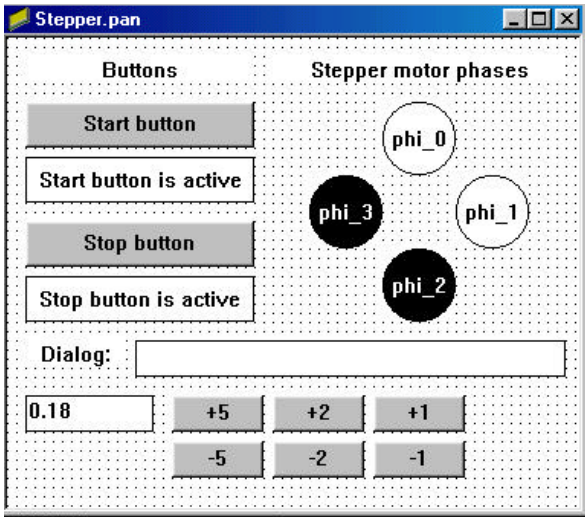 Stepper.pan
Buttons
Stepper motor phases
Start button
phi_0
Start button is active
phi_3
phi_1
Stop button
phi_2
Stop button is active
Dialog:
0.18
+5
+2
+1
-5
-2
-1